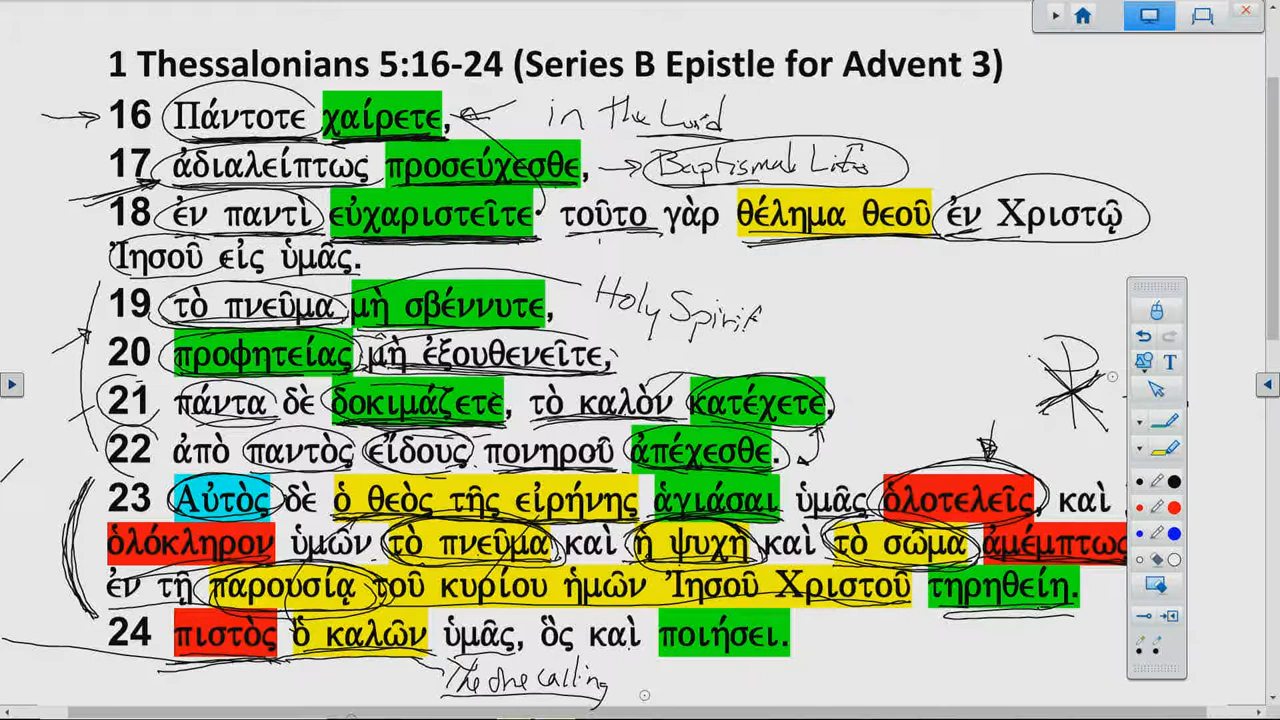 1 Thessalonians 5:16-24 (Series B Epistle for Advent 3)
16 Πάντοτε χαίρετε, in the Lord
17 ἀδιαλείπτως προσεύχεσθε, Baptismal Life
18 ἐν παντὶ εὐχαριστεῖτε· τοῦτο γὰρ θέλημα θεοῦ ἐν Χριστῷ
Ἰησοῦ εἰς ὑμᾶς.
19 τὸ πνεῦμα μὴ σβέννυτε, Holy Spirit
20 προφητείας μὴ ἐξουθενεῖτε,
21 πάντα δὲ δοκιμάζετε, τὸ καλὸν κατέχετε,
22 ἀπὸ παντὸς εἴδους πονηροῦ ἀπέχεσθε.
23 Αὐτὸς δὲ ὁ θεὸς τῆς εἰρήνης ἁγιάσαι ὑμᾶς ὁλοτελεῖς, καὶ
ὁλόκληρον ὑμῶν τὸ πνεῦμα καὶ ἡ ψυχὴ καὶ τὸ σῶμα ἀμέμπτως
ἐν τῇ παρουσίᾳ τοῦ κυρίου ἡμῶν Ἰησοῦ Χριστοῦ τηρηθείη.
24 πιστὸς ὁ καλῶν ὑμᾶς, ὃς καὶ ποιήσει.
The one calling
T